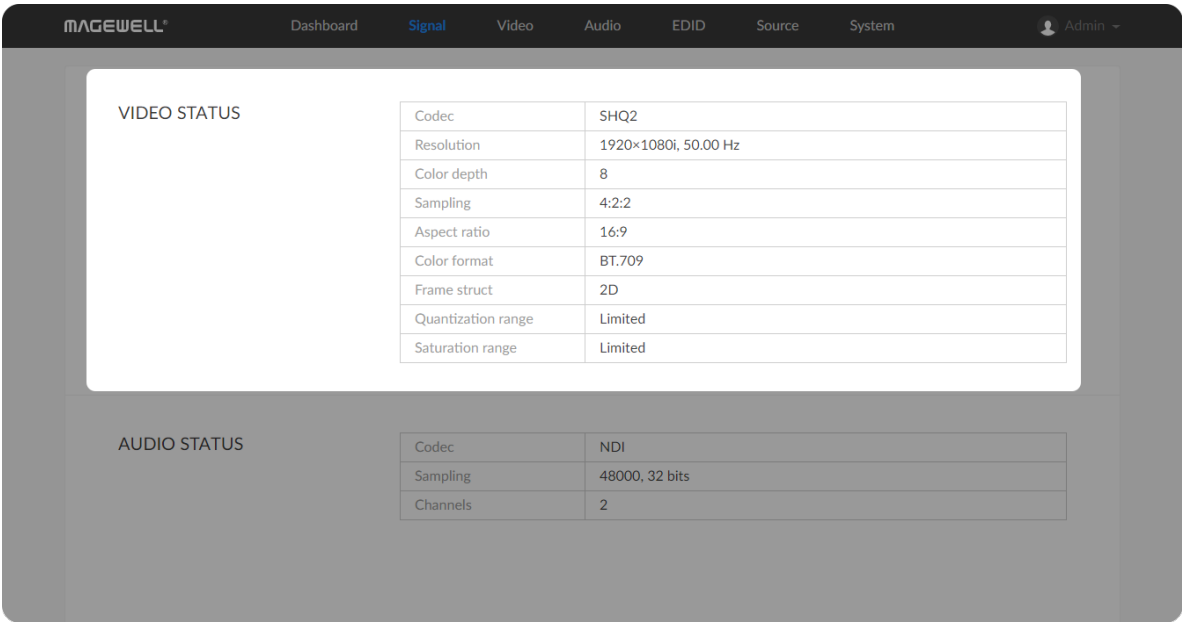 MAGEWELL® Dashboard Signal Video Audio EDID Source System Admin
VIDEO STATUS
Codec SHQ2
Resolution 1920×1080i, 50.00 Hz
Color depth 8
Sampling 4:2:2
Aspect ratio 16:9
Color format BT.709
Frame struct 2D
Quantization range Limited
Saturation range Limited
AUDIO STATUS
Codec NDI
Sampling 48000, 32 bits
Channels 2